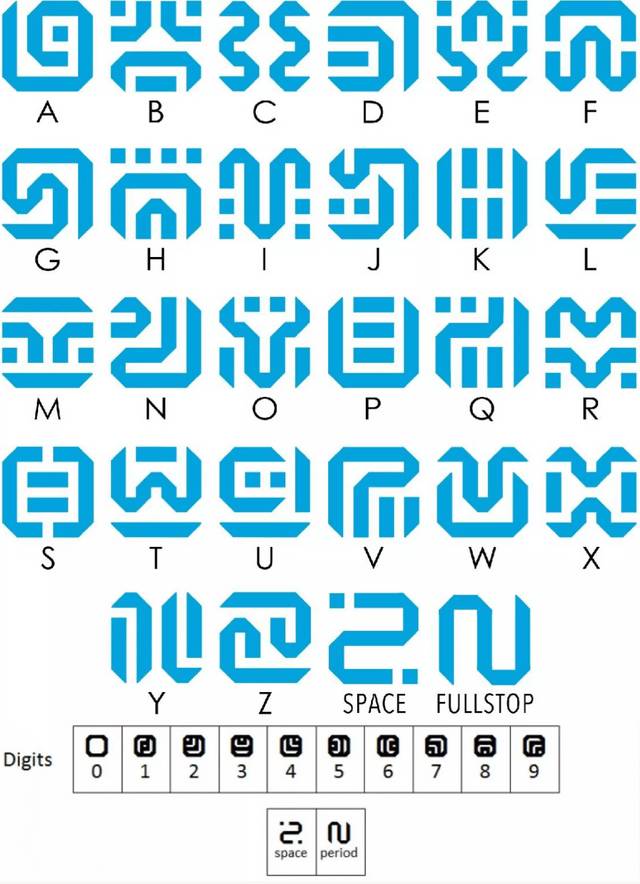 A B C D E F
G H I J K L
M N O P Q R
S T U V W X
Y Z SPACE FULLSTOP
Digits 0 1 2 3 4 5 6 7 8 9
space period